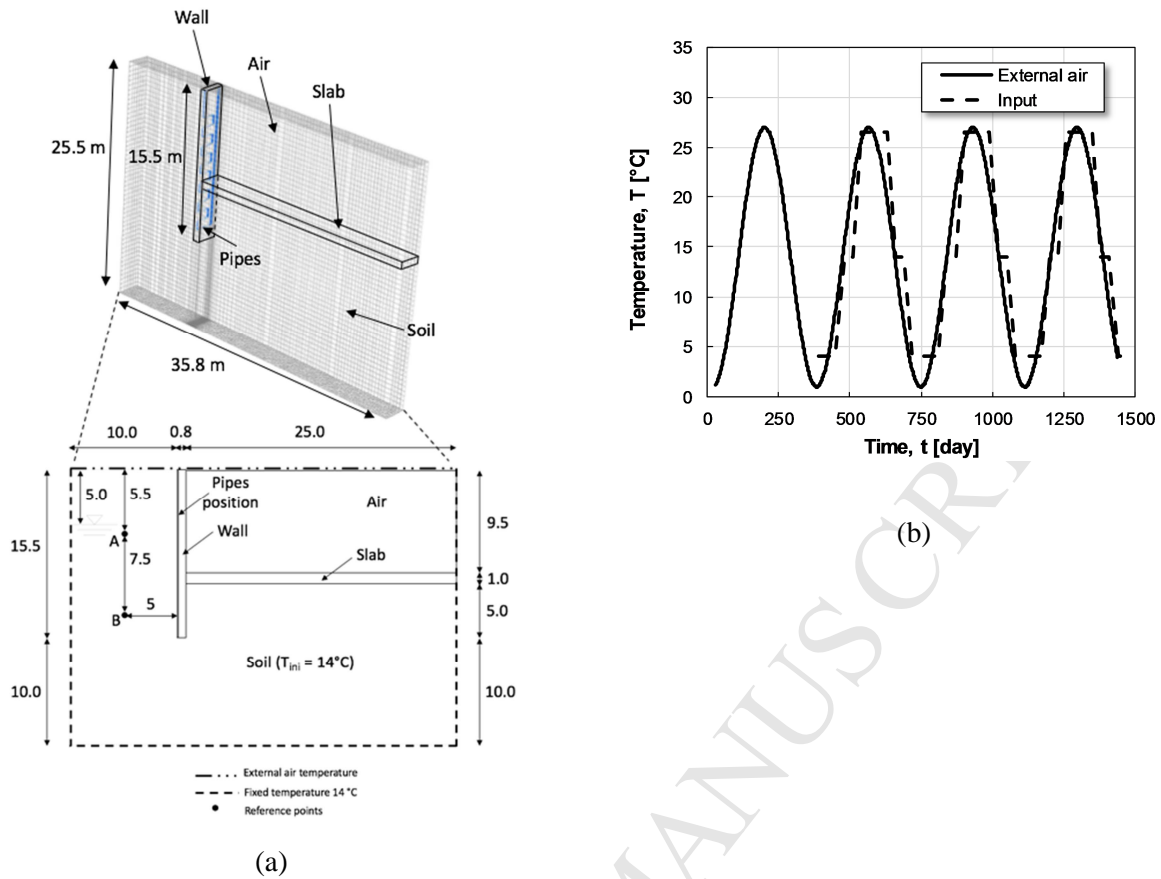 Wall
Air
Slab
25.5 m
15.5 m
Pipes
Soil
35.8 m
10.0 0.8 25.0
5.0
5.5
Pipes position
Air
9.5
A
Wall
15.5
7.5
Slab
1.0
5
5.0
B
Soil (Tini = 14°C)
10.0
10.0
External air temperature
Fixed temperature 14 °C
Reference points
(a)
35
30
25
20
15
10
5
0
Temperature, T [°C]
External air
Input
0 250 500 750 1000 1250 1500
Time, t [day]
(b)
MANUSCR